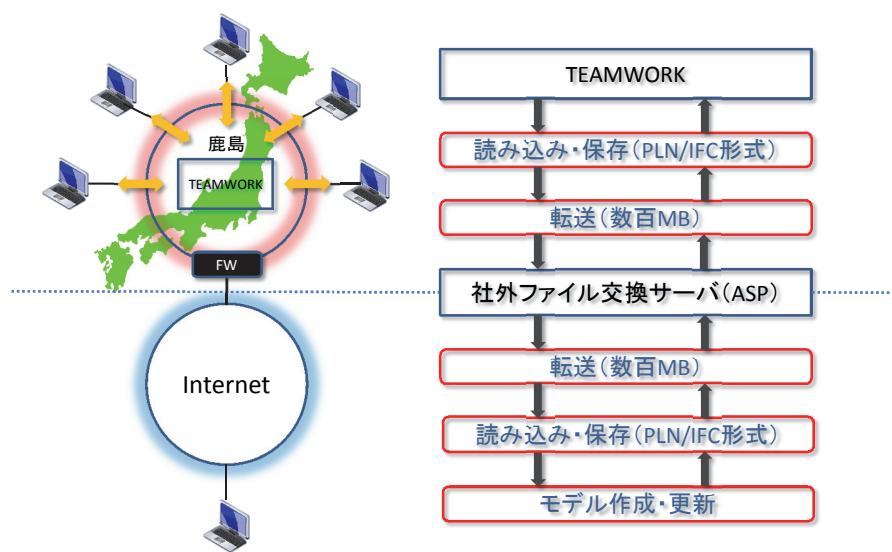 鹿島
TEAMWORK
FW
Internet
TEAMWORK
読み込み・保存(PLN/IFC形式)
転送(数百MB)
社外ファイル交換サーバ(ASP)
転送(数百MB)
読み込み・保存(PLN/IFC形式)
モデル作成・更新